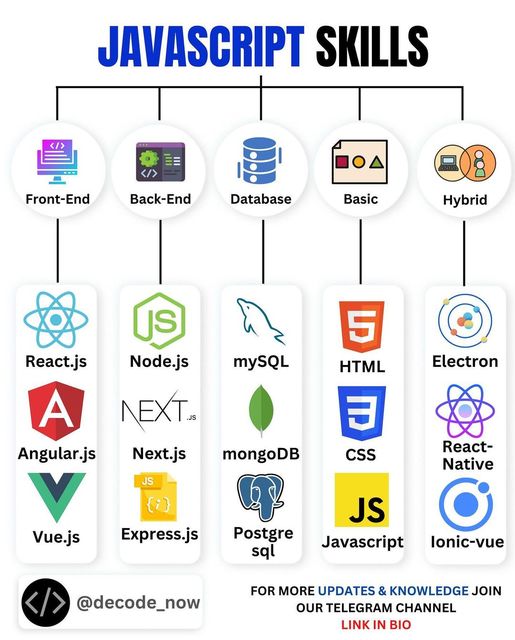 JAVASCRIPT SKILLS
Front-End
Back-End
Database
Basic
Hybrid
React.js
Angular.js
Vue.js
JS
Node.js
NEXT.JS
Next.js
JS
Express.js
mySQL
mongoDB
Postgre
sql
HTML
CSS
JS
Javascript
Electron
React-
Native
Ionic-vue
@decode_now
FOR MORE UPDATES & KNOWLEDGE JOIN
OUR TELEGRAM CHANNEL
LINK IN BIO